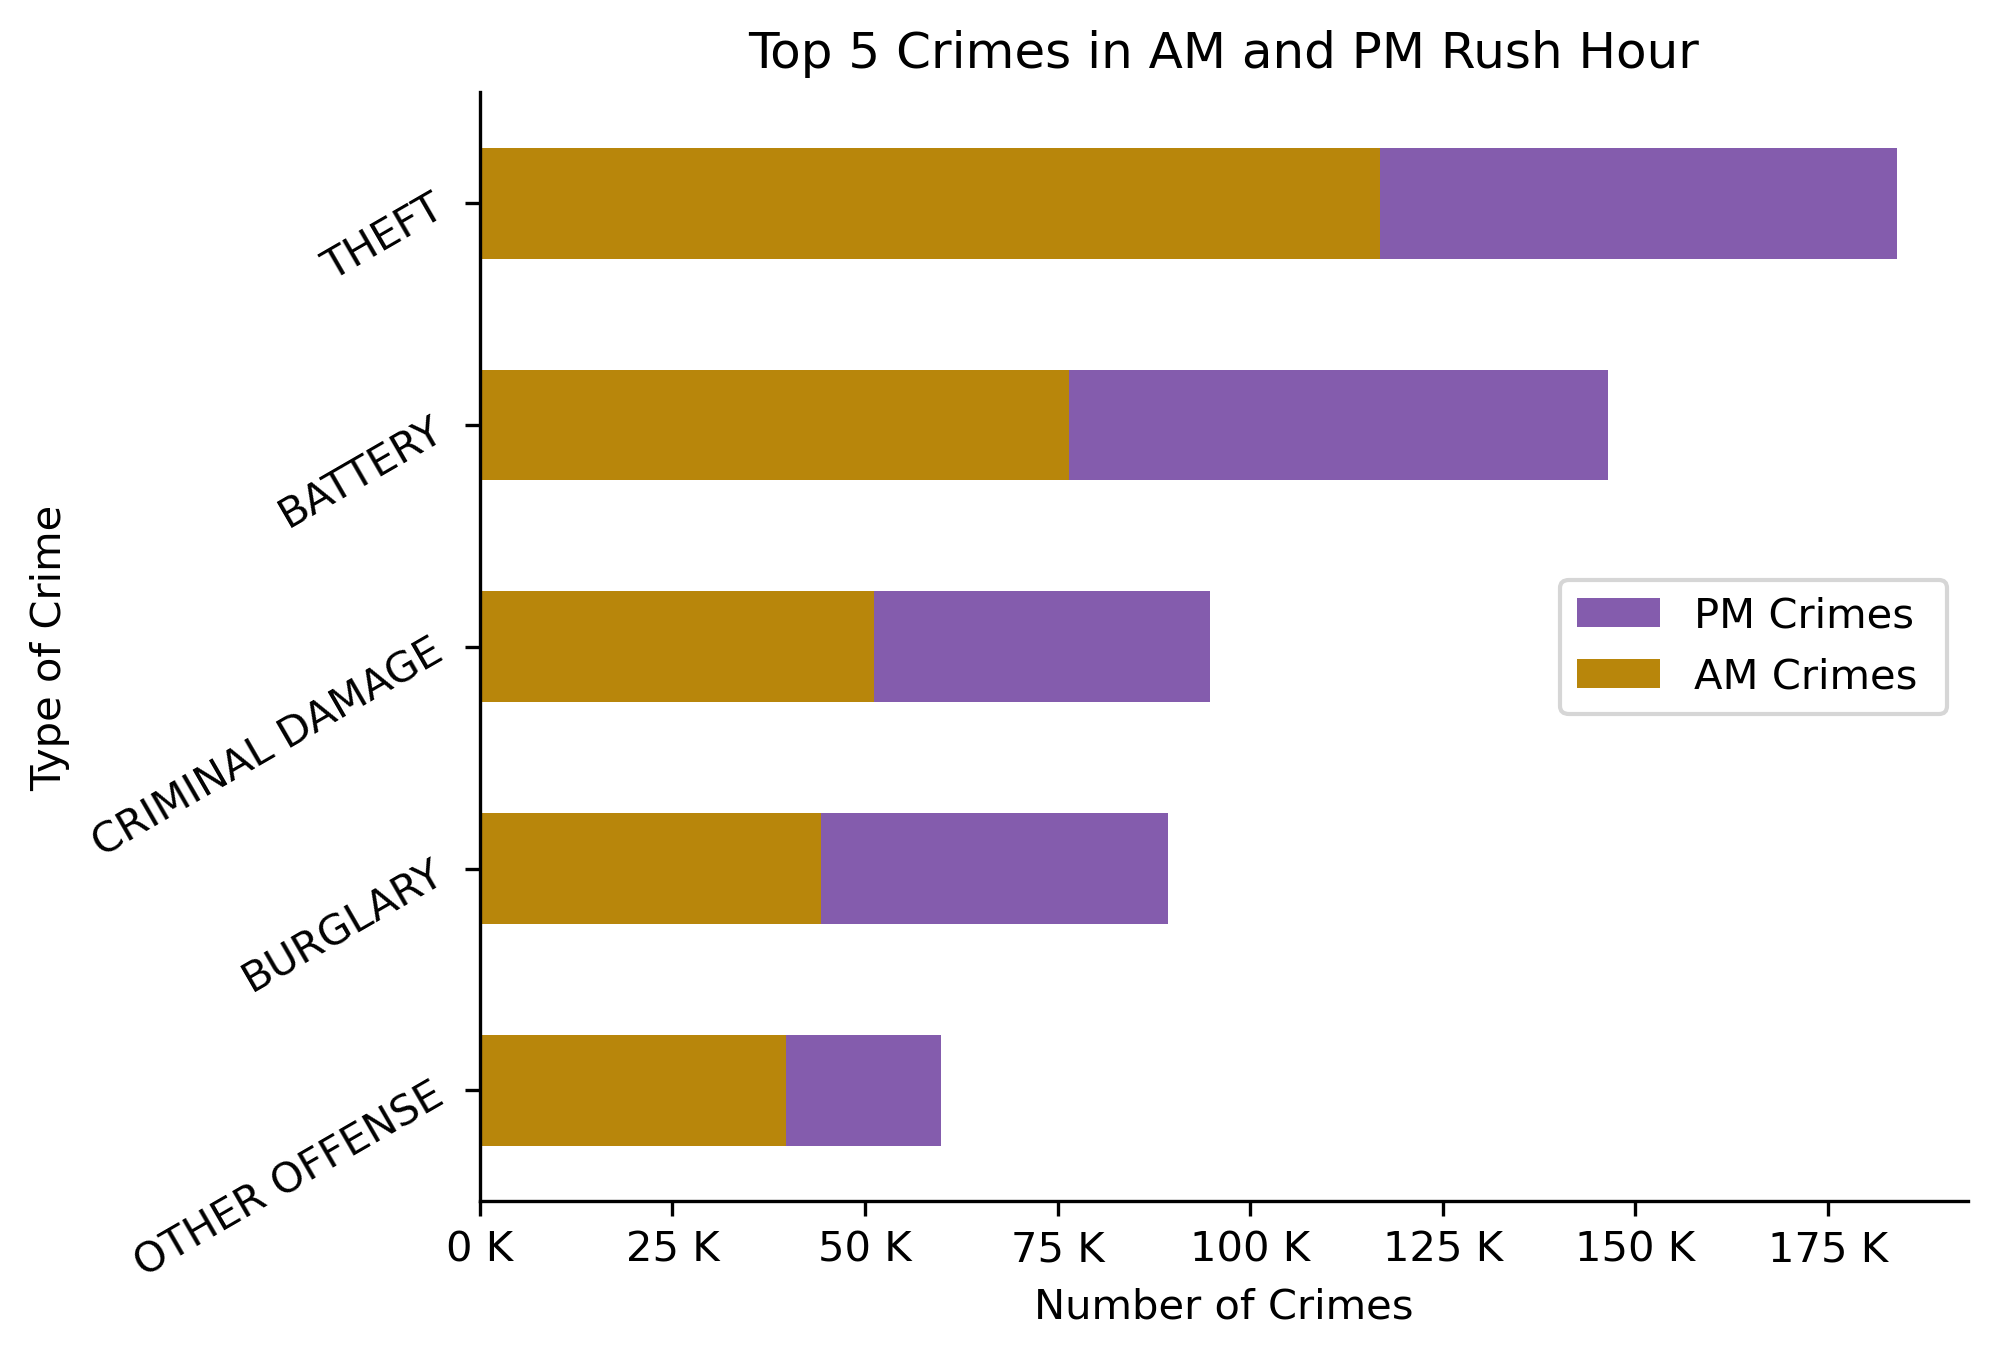 Top 5 Crimes in AM and PM Rush Hour
THEFT
BATTERY
CRIMINAL DAMAGE
BURGLARY
OTHER OFFENSE
Type of Crime
PM Crimes
AM Crimes
0 K 25 K 50 K 75 K 100 K 125 K 150 K 175 K
Number of Crimes